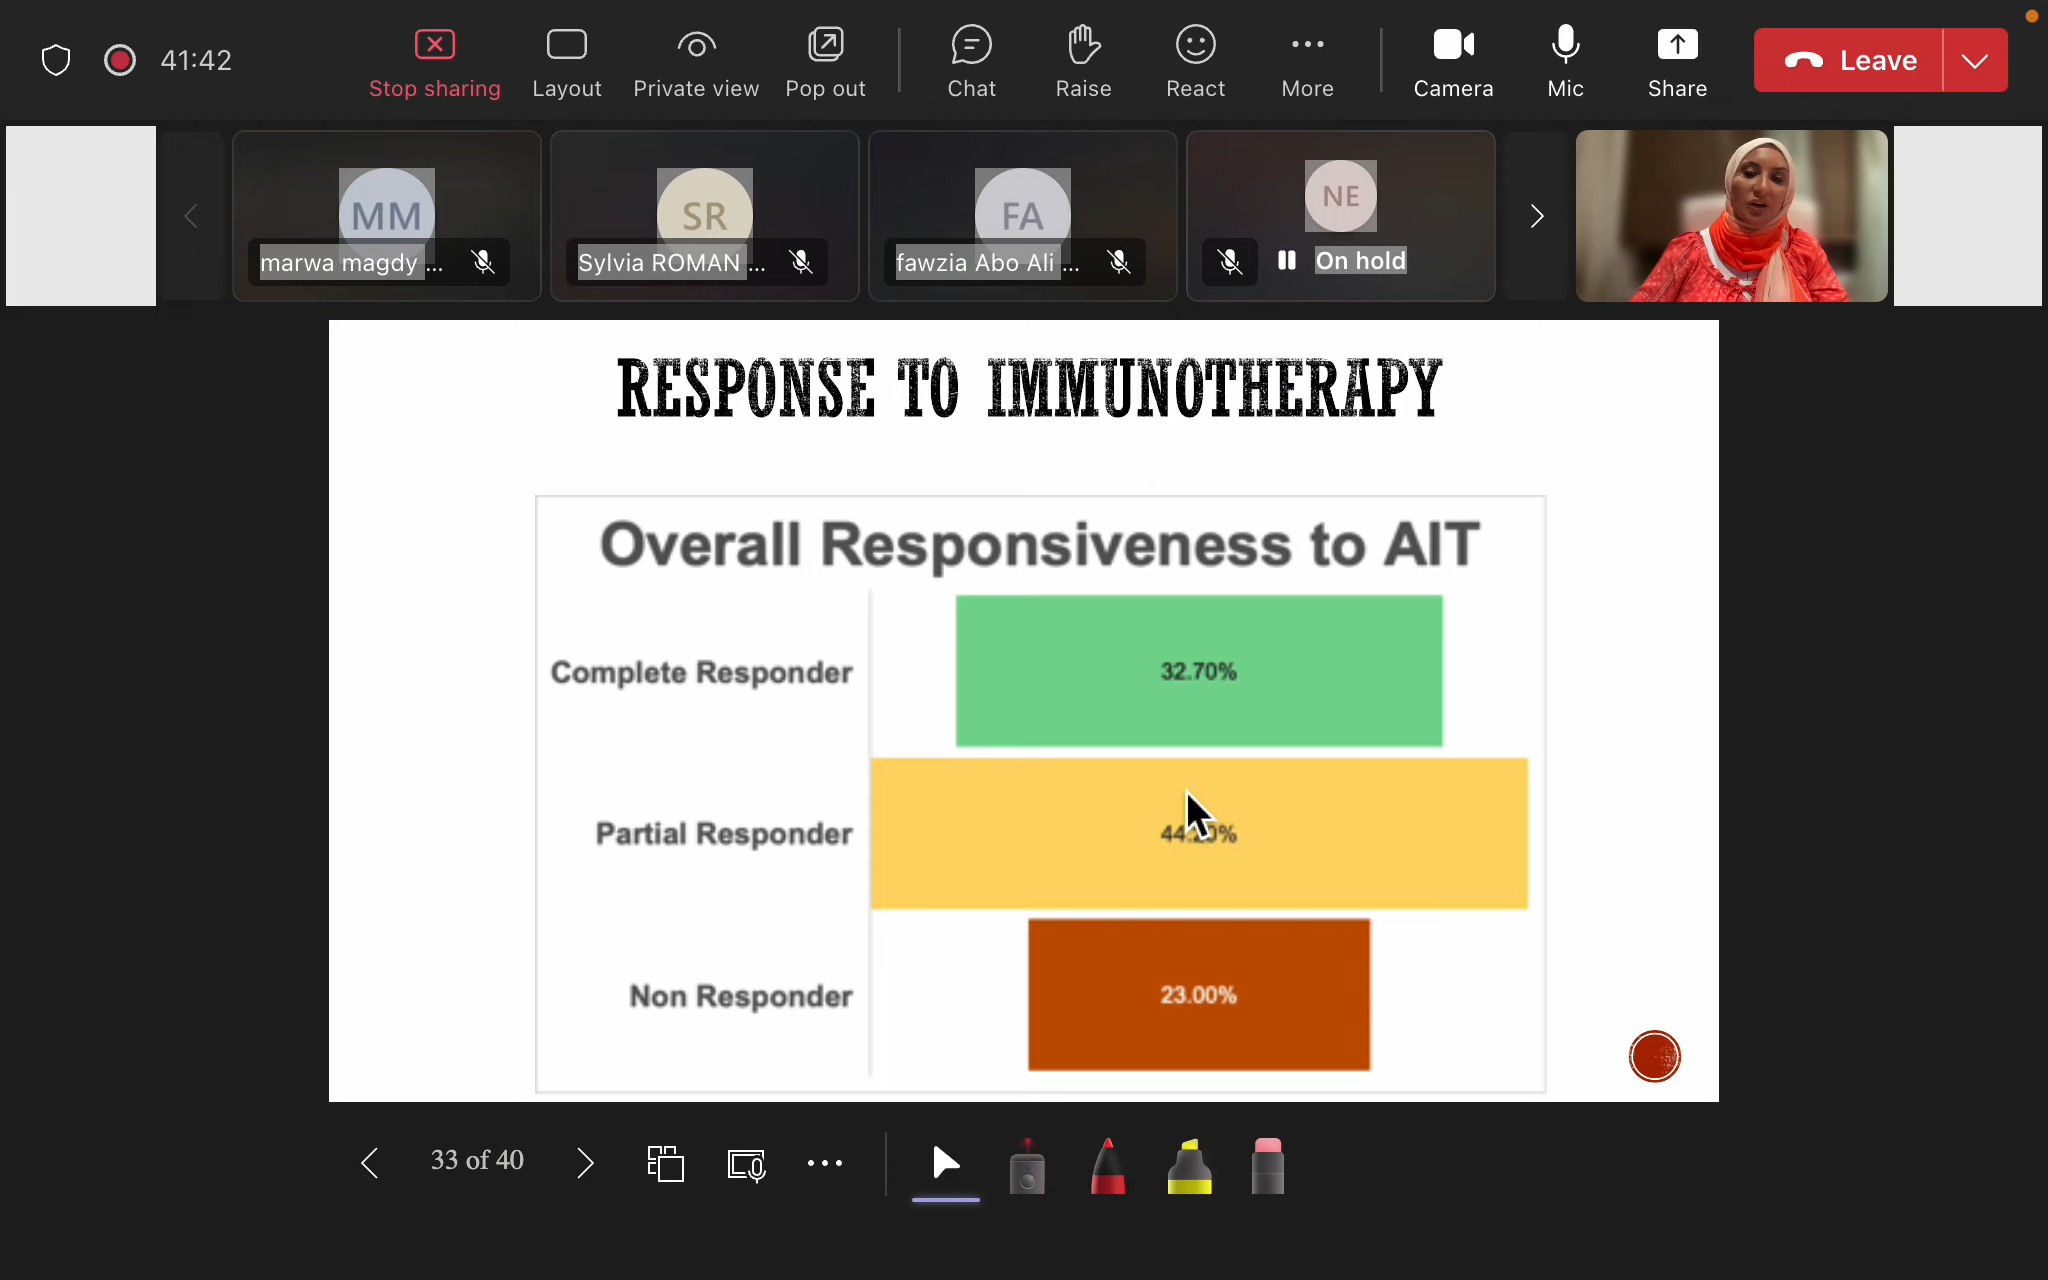 41:42
Stop sharing
Layout
Private view
Pop out
Chat
Raise
React
More
Camera
Mic
Share
Leave
MM
marwa magdy ...
SR
Sylvia ROMAN ...
FA
fawzia Abo Ali ...
NE
On hold
RESPONSE TO IMMUNOTHERAPY
Overall Responsiveness to AIT
Complete Responder
32.70%
Partial Responder
Non Responder
23.00%
33 of 40